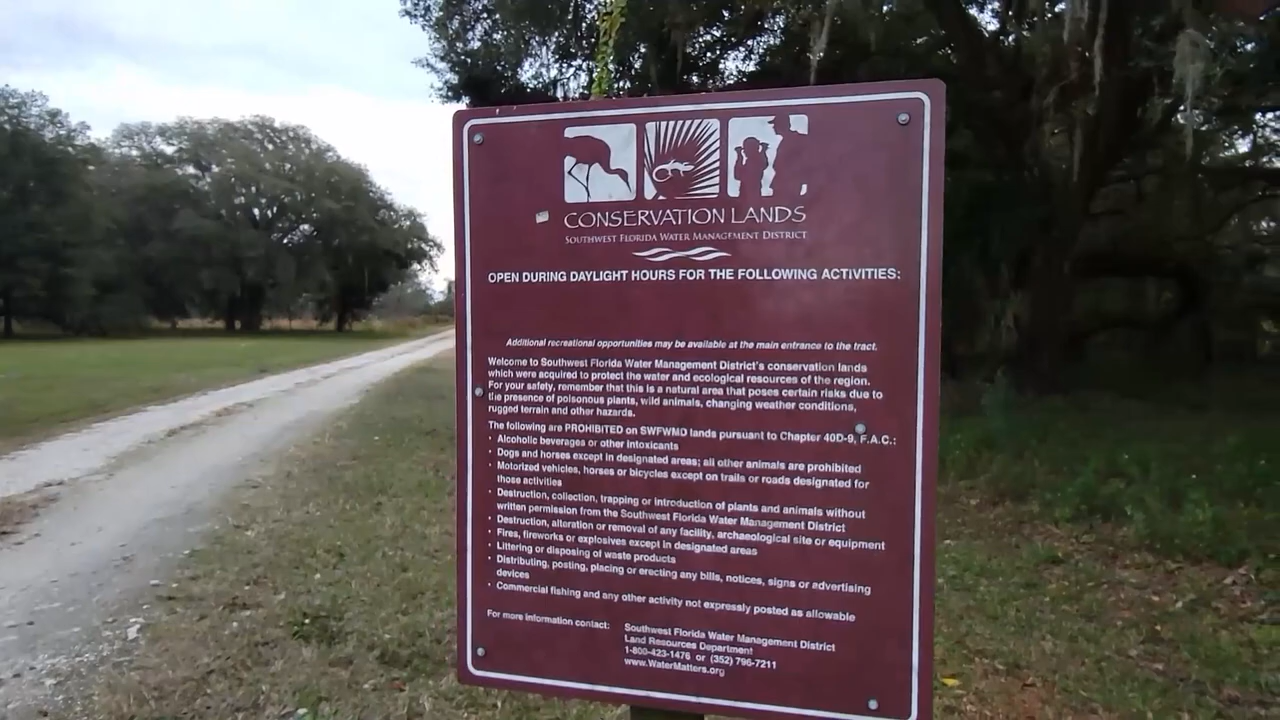 CONSERVATION LANDS
SOUTHWEST FLORIDA WATER MANAGEMENT DISTRICT
OPEN DURING DAYLIGHT HOURS FOR THE FOLLOWING ACTIVITIES:
Additional recreational opportunities may be available at the main entrance to the tract.
Welcome to Southwest Florida Water Management District's conservation lands
which were acquired to protect the water and ecological resources of the region.
For your safety, remember that this is a natural area that poses certain risks due to
the presence of poisonous plants, wild animals, changing weather conditions,
rugged terrain and other hazards.
The following are PROHIBITED on SWFWMD lands pursuant to Chapter 40D-9, F.A.C.:
• Alcoholic beverages or other intoxicants
• Dogs and horses except in designated areas; all other animals are prohibited
• Motorized vehicles, horses or bicycles except on trails or roads designated for
those activities
• Destruction, collection, trapping or introduction of plants and animals without
written permission from the Southwest Florida Water Management District
• Destruction, alteration or removal of any facility, archaeological site or equipment
• Fires, fireworks or explosives except in designated areas
• Littering or disposing of waste products
• Distributing, posting, placing or erecting any bills, notices, signs or advertising
devices
• Commercial fishing and any other activity not expressly posted as allowable
For more information contact: Southwest Florida Water Management District
Land Resources Department
1-800-423-1476 or (352) 796-7211
www.WaterMatters.org